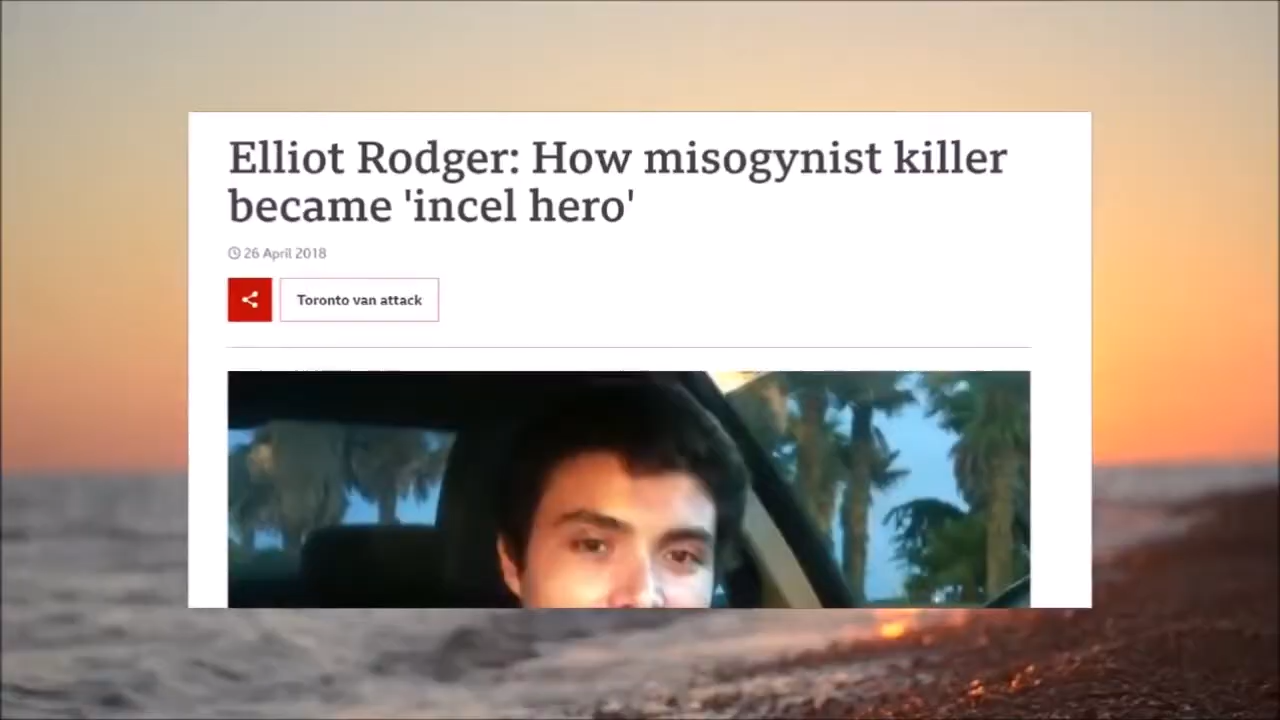 Elliot Rodger: How misogynist killer
became 'incel hero'
26 April 2018
Toronto van attack